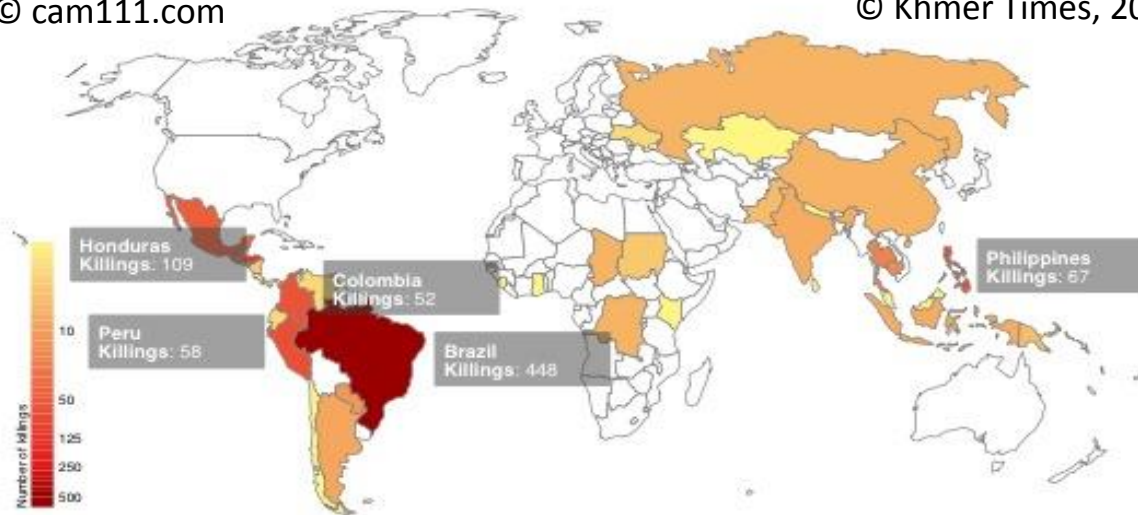 © cam111.com
© Khmer Times, 20
Honduras
Killings: 109
Colombia
Killings: 52
Philippines
Killings: 67
Peru
Killings: 58
Brazil
Killings: 448
Number of killings
10
50
125
250
500